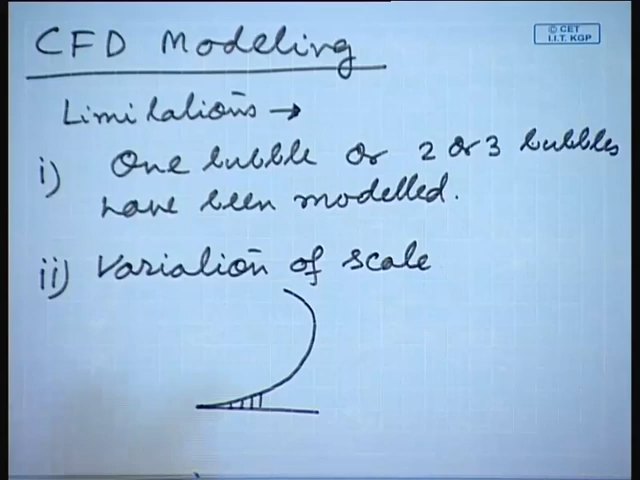 CFD Modeling
© CET
I.I.T. KGP
Limitations →
i) One bubble or 2 or 3 bubbles
have been modelled.
ii) Variation of scale